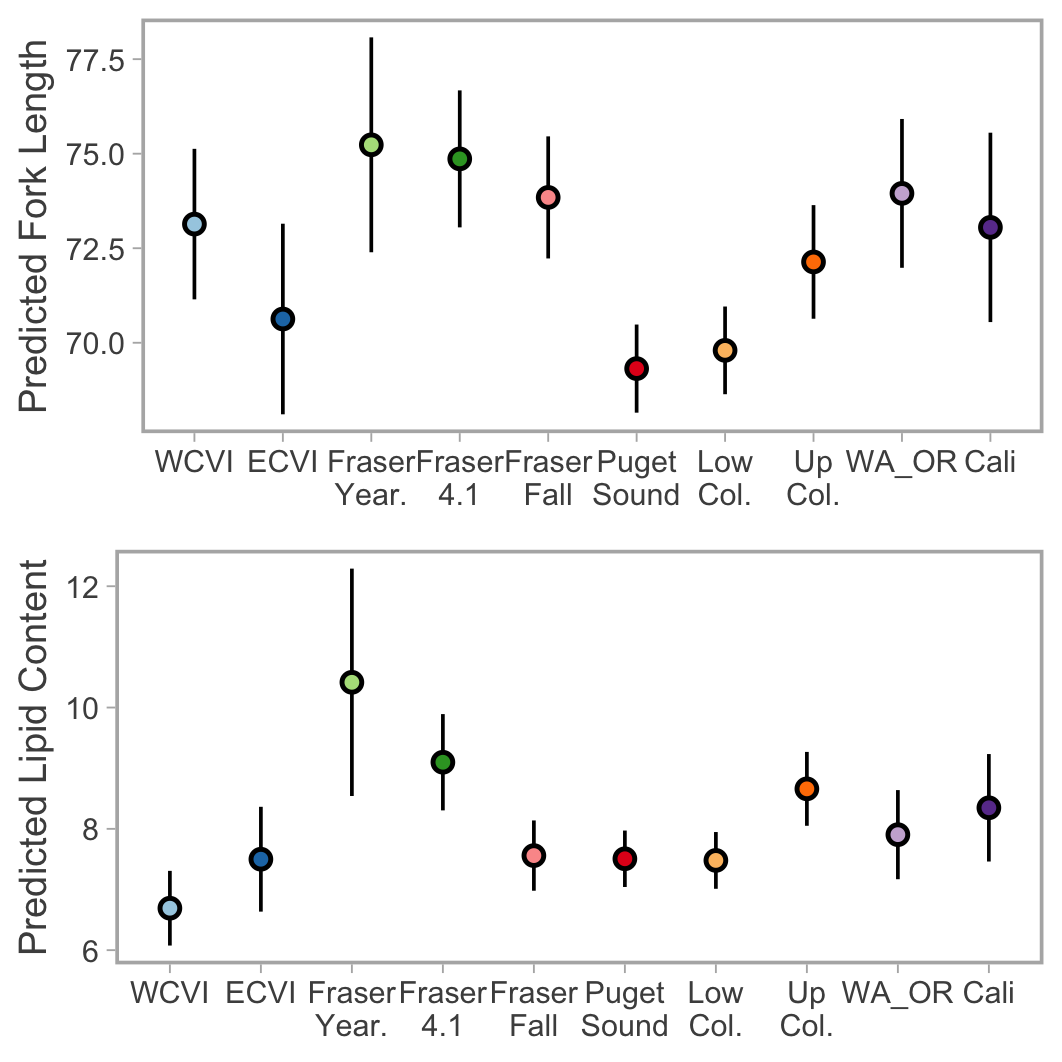 Predicted Fork Length
77.5
75.0
72.5
70.0
WCVI ECVI Fraser Fraser Fraser Puget Low Up WA_OR Cali
Year. 4.1 Fall Sound Col. Col.
Predicted Lipid Content
12
10
8
6
WCVI ECVI Fraser Fraser Fraser Puget Low Up WA_OR Cali
Year. 4.1 Fall Sound Col. Col.